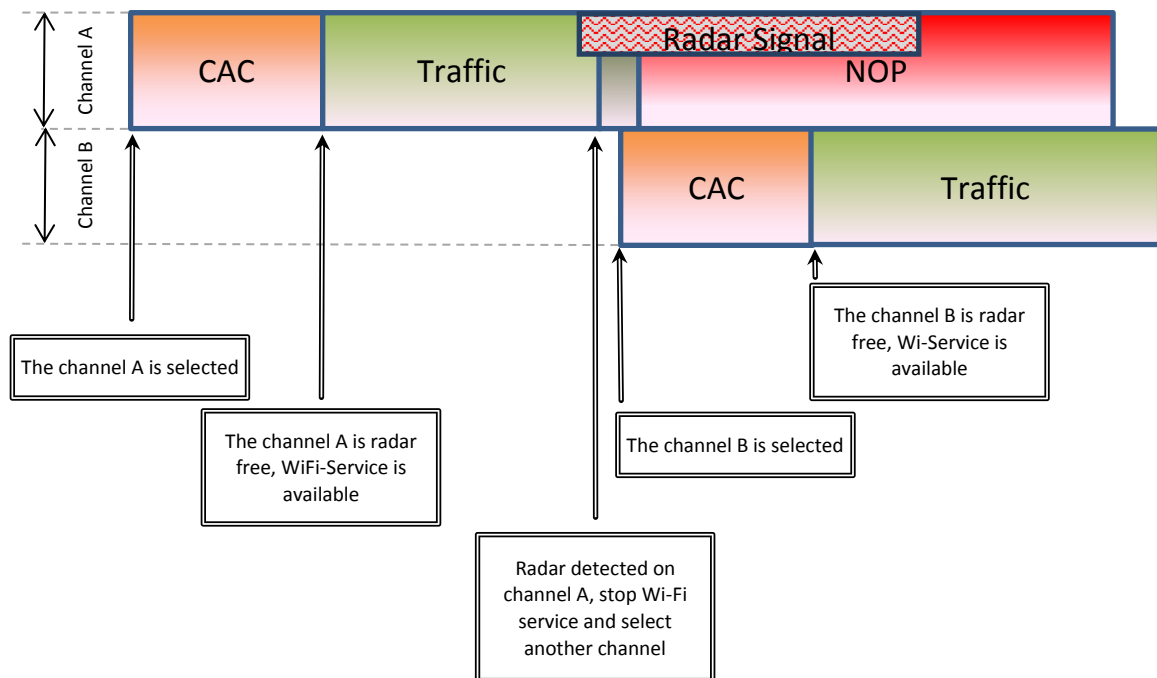 Channel A
CAC
Traffic
Radar Signal
NOP
Channel B
CAC
Traffic
The channel A is selected
The channel A is radar
free, WiFi-Service is
available
Radar detected on
channel A, stop Wi-Fi
service and select
another channel
The channel B is selected
The channel B is radar
free, Wi-Service is
available